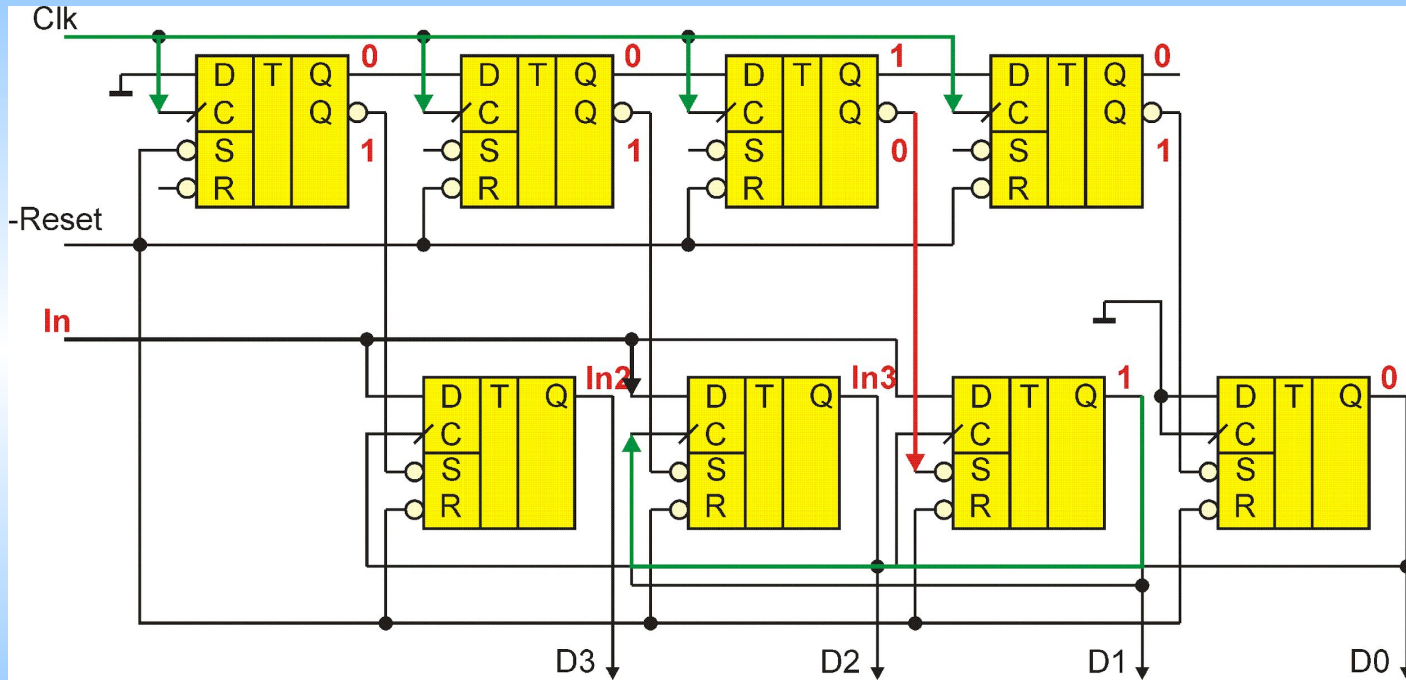 Clk
0 0 1 0
D T Q D T Q D T Q D T Q
C Q C Q C Q C Q
S 1 S 1 S 0 S 1
R R R R
-Reset
In
In2 In3 1 0
D T Q D T Q D T Q D T Q
C C C C
S S S S
R R R R
D3 D2 D1 D0